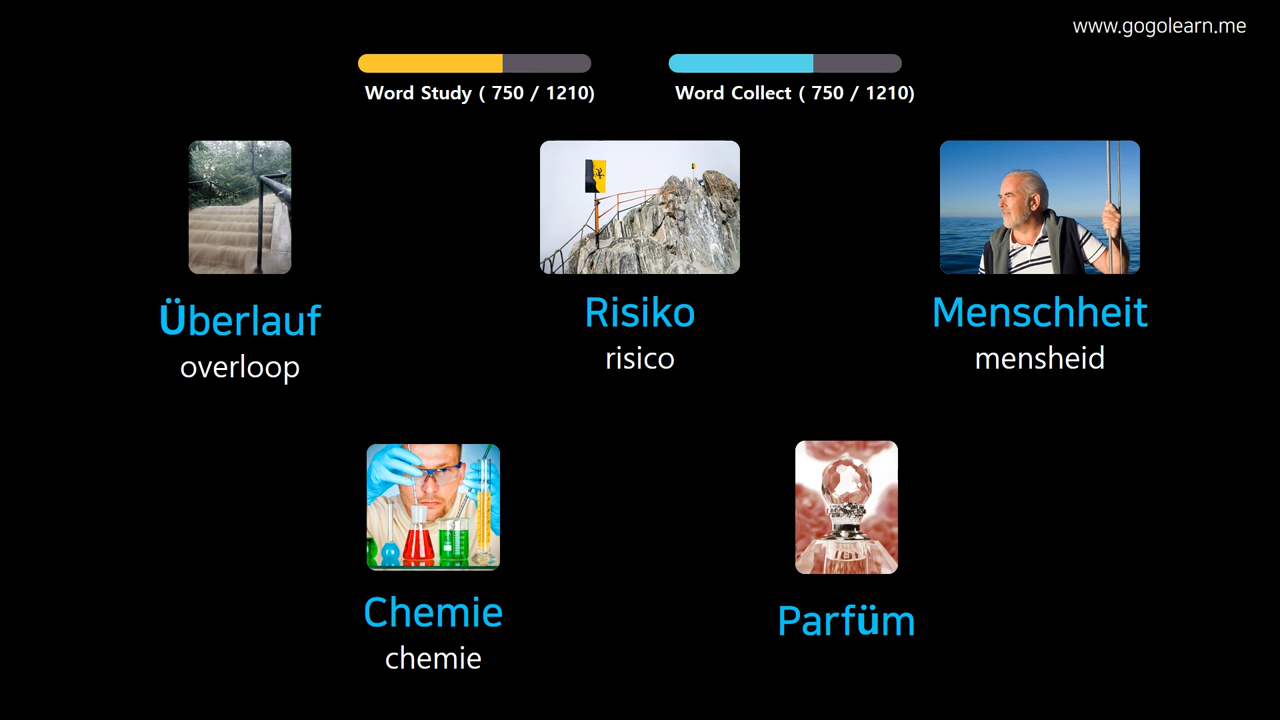 www.gogolearn.me
Word Study ( 750 / 1210)
Word Collect ( 750 / 1210)
Überlauf
overloop
Risiko
risico
Menschheit
mensheid
Chemie
chemie
Parfüm